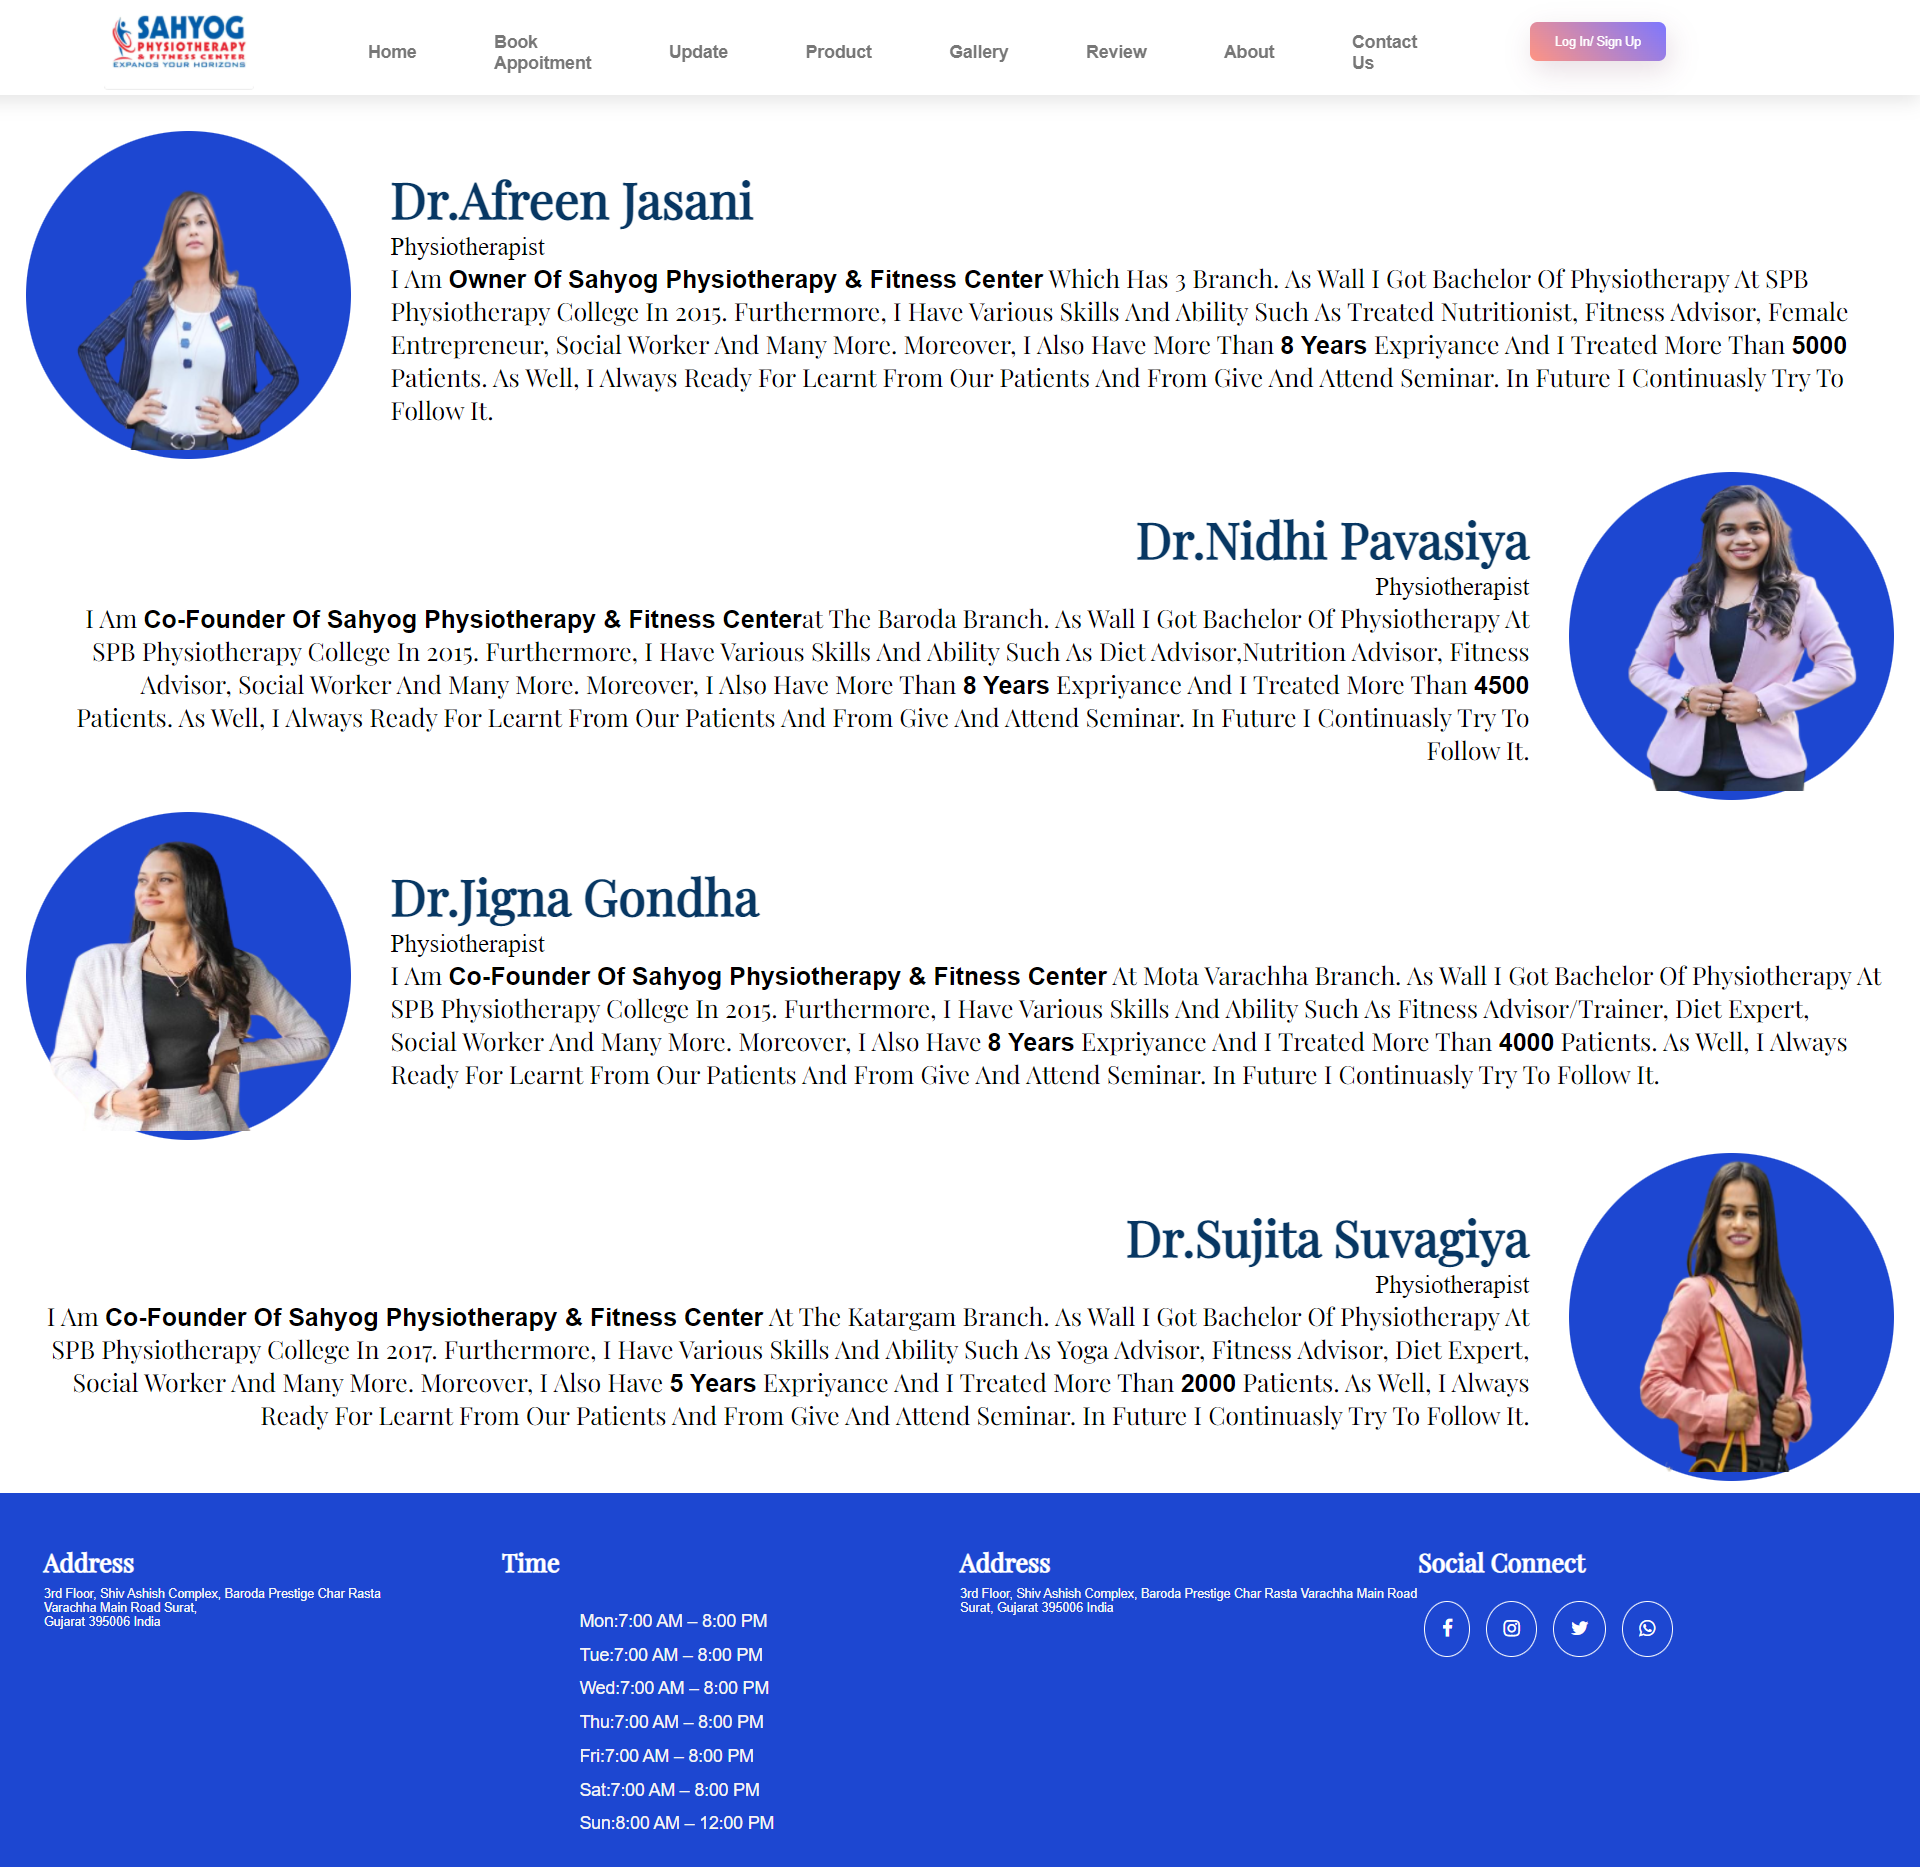 SAHYOG
PHYSIOTHERAPY
& FITNESS CENTER
EXPANDS YOUR HORIZONS
Home
Book
Appoitment
Update
Product
Gallery
Review
About
Contact
Us
Log In/ Sign Up
Dr.Afreen Jasani
Physiotherapist
I Am Owner Of Sahyog Physiotherapy & Fitness Center Which Has 3 Branch. As Wall I Got Bachelor Of Physiotherapy At SPB
Physiotherapy College In 2015. Furthermore, I Have Various Skills And Ability Such As Treated Nutritionist, Fitness Advisor, Female
Entrepreneur, Social Worker And Many More. Moreover, I Also Have More Than 8 Years Expriyance And I Treated More Than 5000
Patients. As Well, I Always Ready For Learnt From Our Patients And From Give And Attend Seminar. In Future I Continuasly Try To
Follow It.
Dr.Nidhi Pavasiya
Physiotherapist
I Am Co-Founder Of Sahyog Physiotherapy & Fitness Centerat The Baroda Branch. As Wall I Got Bachelor Of Physiotherapy At
SPB Physiotherapy College In 2015. Furthermore, I Have Various Skills And Ability Such As Diet Advisor,Nutrition Advisor, Fitness
Advisor, Social Worker And Many More. Moreover, I Also Have More Than 8 Years Expriyance And I Treated More Than 4500
Patients. As Well, I Always Ready For Learnt From Our Patients And From Give And Attend Seminar. In Future I Continuasly Try To
Follow It.
Dr.Jigna Gondha
Physiotherapist
I Am Co-Founder Of Sahyog Physiotherapy & Fitness Center At Mota Varachha Branch. As Wall I Got Bachelor Of Physiotherapy At
SPB Physiotherapy College In 2015. Furthermore, I Have Various Skills And Ability Such As Fitness Advisor/Trainer, Diet Expert,
Social Worker And Many More. Moreover, I Also Have 8 Years Expriyance And I Treated More Than 4000 Patients. As Well, I Always
Ready For Learnt From Our Patients And From Give And Attend Seminar. In Future I Continuasly Try To Follow It.
Dr.Sujita Suvagiya
Physiotherapist
I Am Co-Founder Of Sahyog Physiotherapy & Fitness Center At The Katargam Branch. As Wall I Got Bachelor Of Physiotherapy At
SPB Physiotherapy College In 2017. Furthermore, I Have Various Skills And Ability Such As Yoga Advisor, Fitness Advisor, Diet Expert,
Social Worker And Many More. Moreover, I Also Have 5 Years Expriyance And I Treated More Than 2000 Patients. As Well, I Always
Ready For Learnt From Our Patients And From Give And Attend Seminar. In Future I Continuasly Try To Follow It.
Address
3rd Floor, Shiv Ashish Complex, Baroda Prestige Char Rasta
Varachha Main Road Surat,
Gujarat 395006 India
Time
Mon:7:00 AM – 8:00 PM
Tue:7:00 AM – 8:00 PM
Wed:7:00 AM – 8:00 PM
Thu:7:00 AM – 8:00 PM
Fri:7:00 AM – 8:00 PM
Sat:7:00 AM – 8:00 PM
Sun:8:00 AM – 12:00 PM
Address
3rd Floor, Shiv Ashish Complex, Baroda Prestige Char Rasta Varachha Main Road
Surat, Gujarat 395006 India
Social Connect